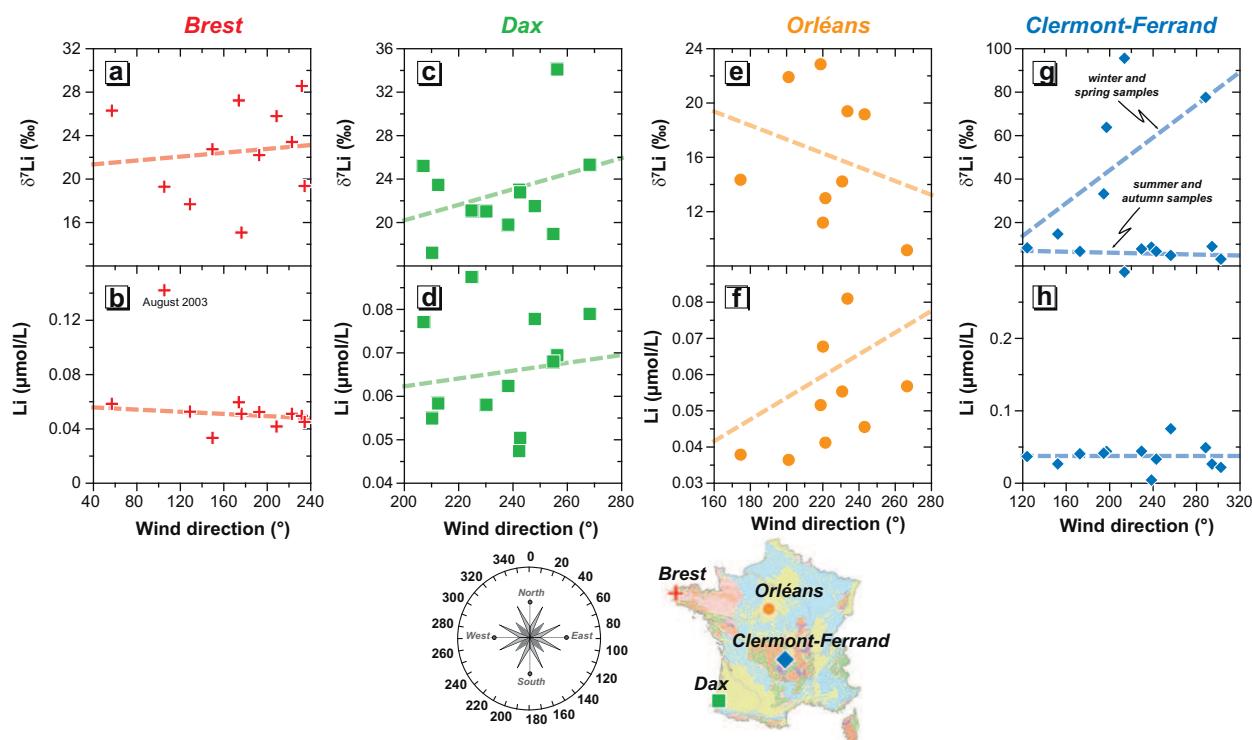 Brest
Dax
Orléans
Clermont-Ferrand
a
32
28
24
20
16
δ⁷Li (‰)
c
36
32
28
24
20
16
δ⁷Li (‰)
e
24
20
16
12
δ⁷Li (‰)
g
100
80
60
40
20
δ⁷Li (‰)
winter and
spring samples
summer and
autumn samples
b
August 2003
0.12
0.08
0.04
0
Li (µmol/L)
40 80 120 160 200 240
Wind direction (°)
d
0.08
0.07
0.06
0.05
0.04
Li (µmol/L)
200 220 240 260 280
Wind direction (°)
f
0.08
0.07
0.06
0.05
0.04
0.03
Li (µmol/L)
160 180 200 220 240 260 280
Wind direction (°)
h
0.2
0.1
0
Li (µmol/L)
120 160 200 240 280 320
Wind direction (°)
0 20 40 60 80 100 120 140 160 180 200 220 240 260 280 300 320 340
North
West
East
South
Brest
Orléans
Clermont-Ferrand
Dax